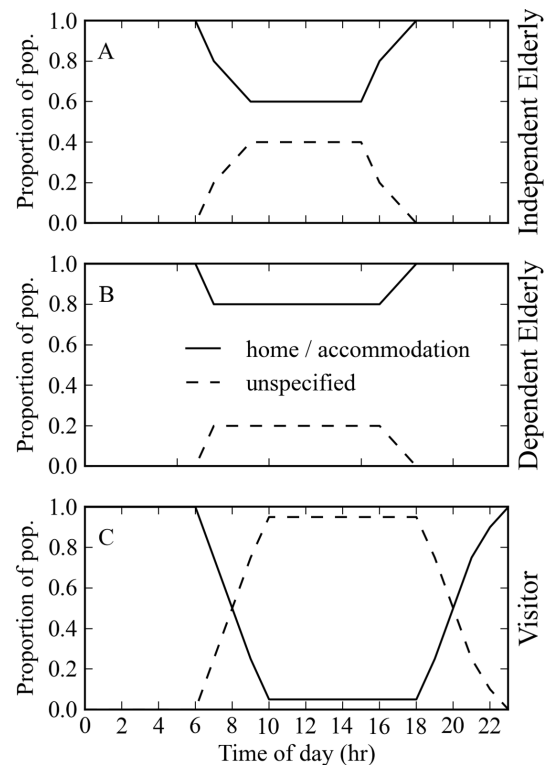 1.0
0.8
0.6
0.4
0.2
0.0
Proportion of pop.
A
Independent Elderly
1.0
0.8
0.6
0.4
0.2
0.0
Proportion of pop.
B
home / accommodation
unspecified
Dependent Elderly
1.0
0.8
0.6
0.4
0.2
0.0
Proportion of pop.
C
Visitor
0 2 4 6 8 10 12 14 16 18 20 22
Time of day (hr)